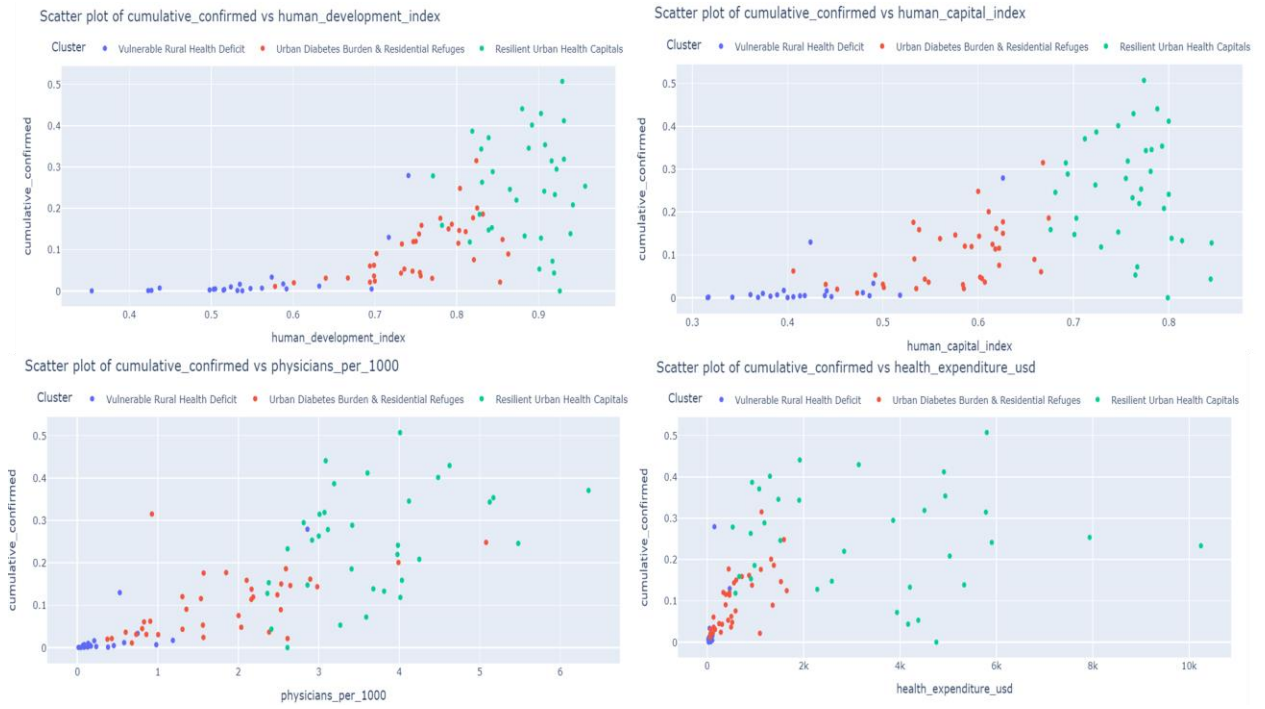 Scatter plot of cumulative_confirmed vs human_development_index
Cluster Vulnerable Rural Health Deficit Urban Diabetes Burden & Residential Refuges Resilient Urban Health Capitals
cumulative_confirmed
0.5
0.4
0.3
0.2
0.1
0
0.4 0.5 0.6 0.7 0.8 0.9
human_development_index
Scatter plot of cumulative_confirmed vs human_capital_index
Cluster Vulnerable Rural Health Deficit Urban Diabetes Burden & Residential Refuges Resilient Urban Health Capitals
cumulative_confirmed
0.5
0.4
0.3
0.2
0.1
0
0.3 0.4 0.5 0.6 0.7 0.8
human_capital_index
Scatter plot of cumulative_confirmed vs physicians_per_1000
Cluster Vulnerable Rural Health Deficit Urban Diabetes Burden & Residential Refuges Resilient Urban Health Capitals
cumulative_confirmed
0.5
0.4
0.3
0.2
0.1
0
0 1 2 3 4 5 6
physicians_per_1000
Scatter plot of cumulative_confirmed vs health_expenditure_usd
Cluster Vulnerable Rural Health Deficit Urban Diabetes Burden & Residential Refuges Resilient Urban Health Capitals
cumulative_confirmed
0.5
0.4
0.3
0.2
0.1
0
0 2k 4k 6k 8k 10k
health_expenditure_usd